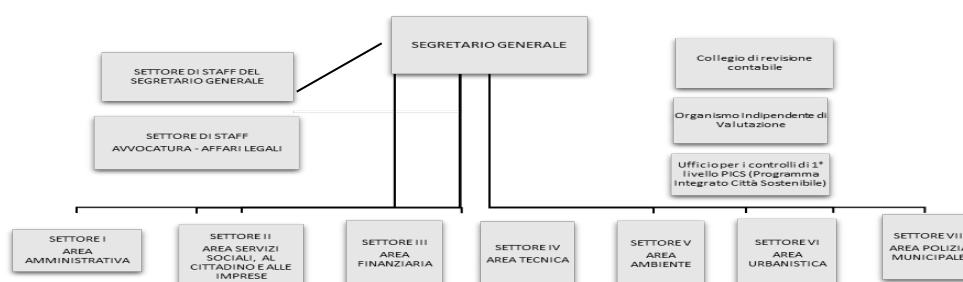 SEGRETARIO GENERALE
SETTORE DI STAFF DEL
SEGRETARIO GENERALE
SETTORE DI STAFF
AVVOCATURA - AFFARI LEGALI
Collegio di revisione
contabile
Organismo Indipendente di
Valutazione
Ufficio per i controlli di 1°
livello PICS (Programma
Integrato Città Sostenibile)
SETTORE I
AREA
AMMINISTRATIVA
SETTORE II
AREA SERVIZI
SOCIALI, AL
CITTADINO E ALLE
IMPRESE
SETTORE III
AREA
FINANZIARIA
SETTORE IV
AREA TECNICA
SETTORE V
AREA
AMBIENTE
SETTORE VI
AREA
URBANISTICA
SETTORE VII
AREA POLIZIA
MUNICIPALE